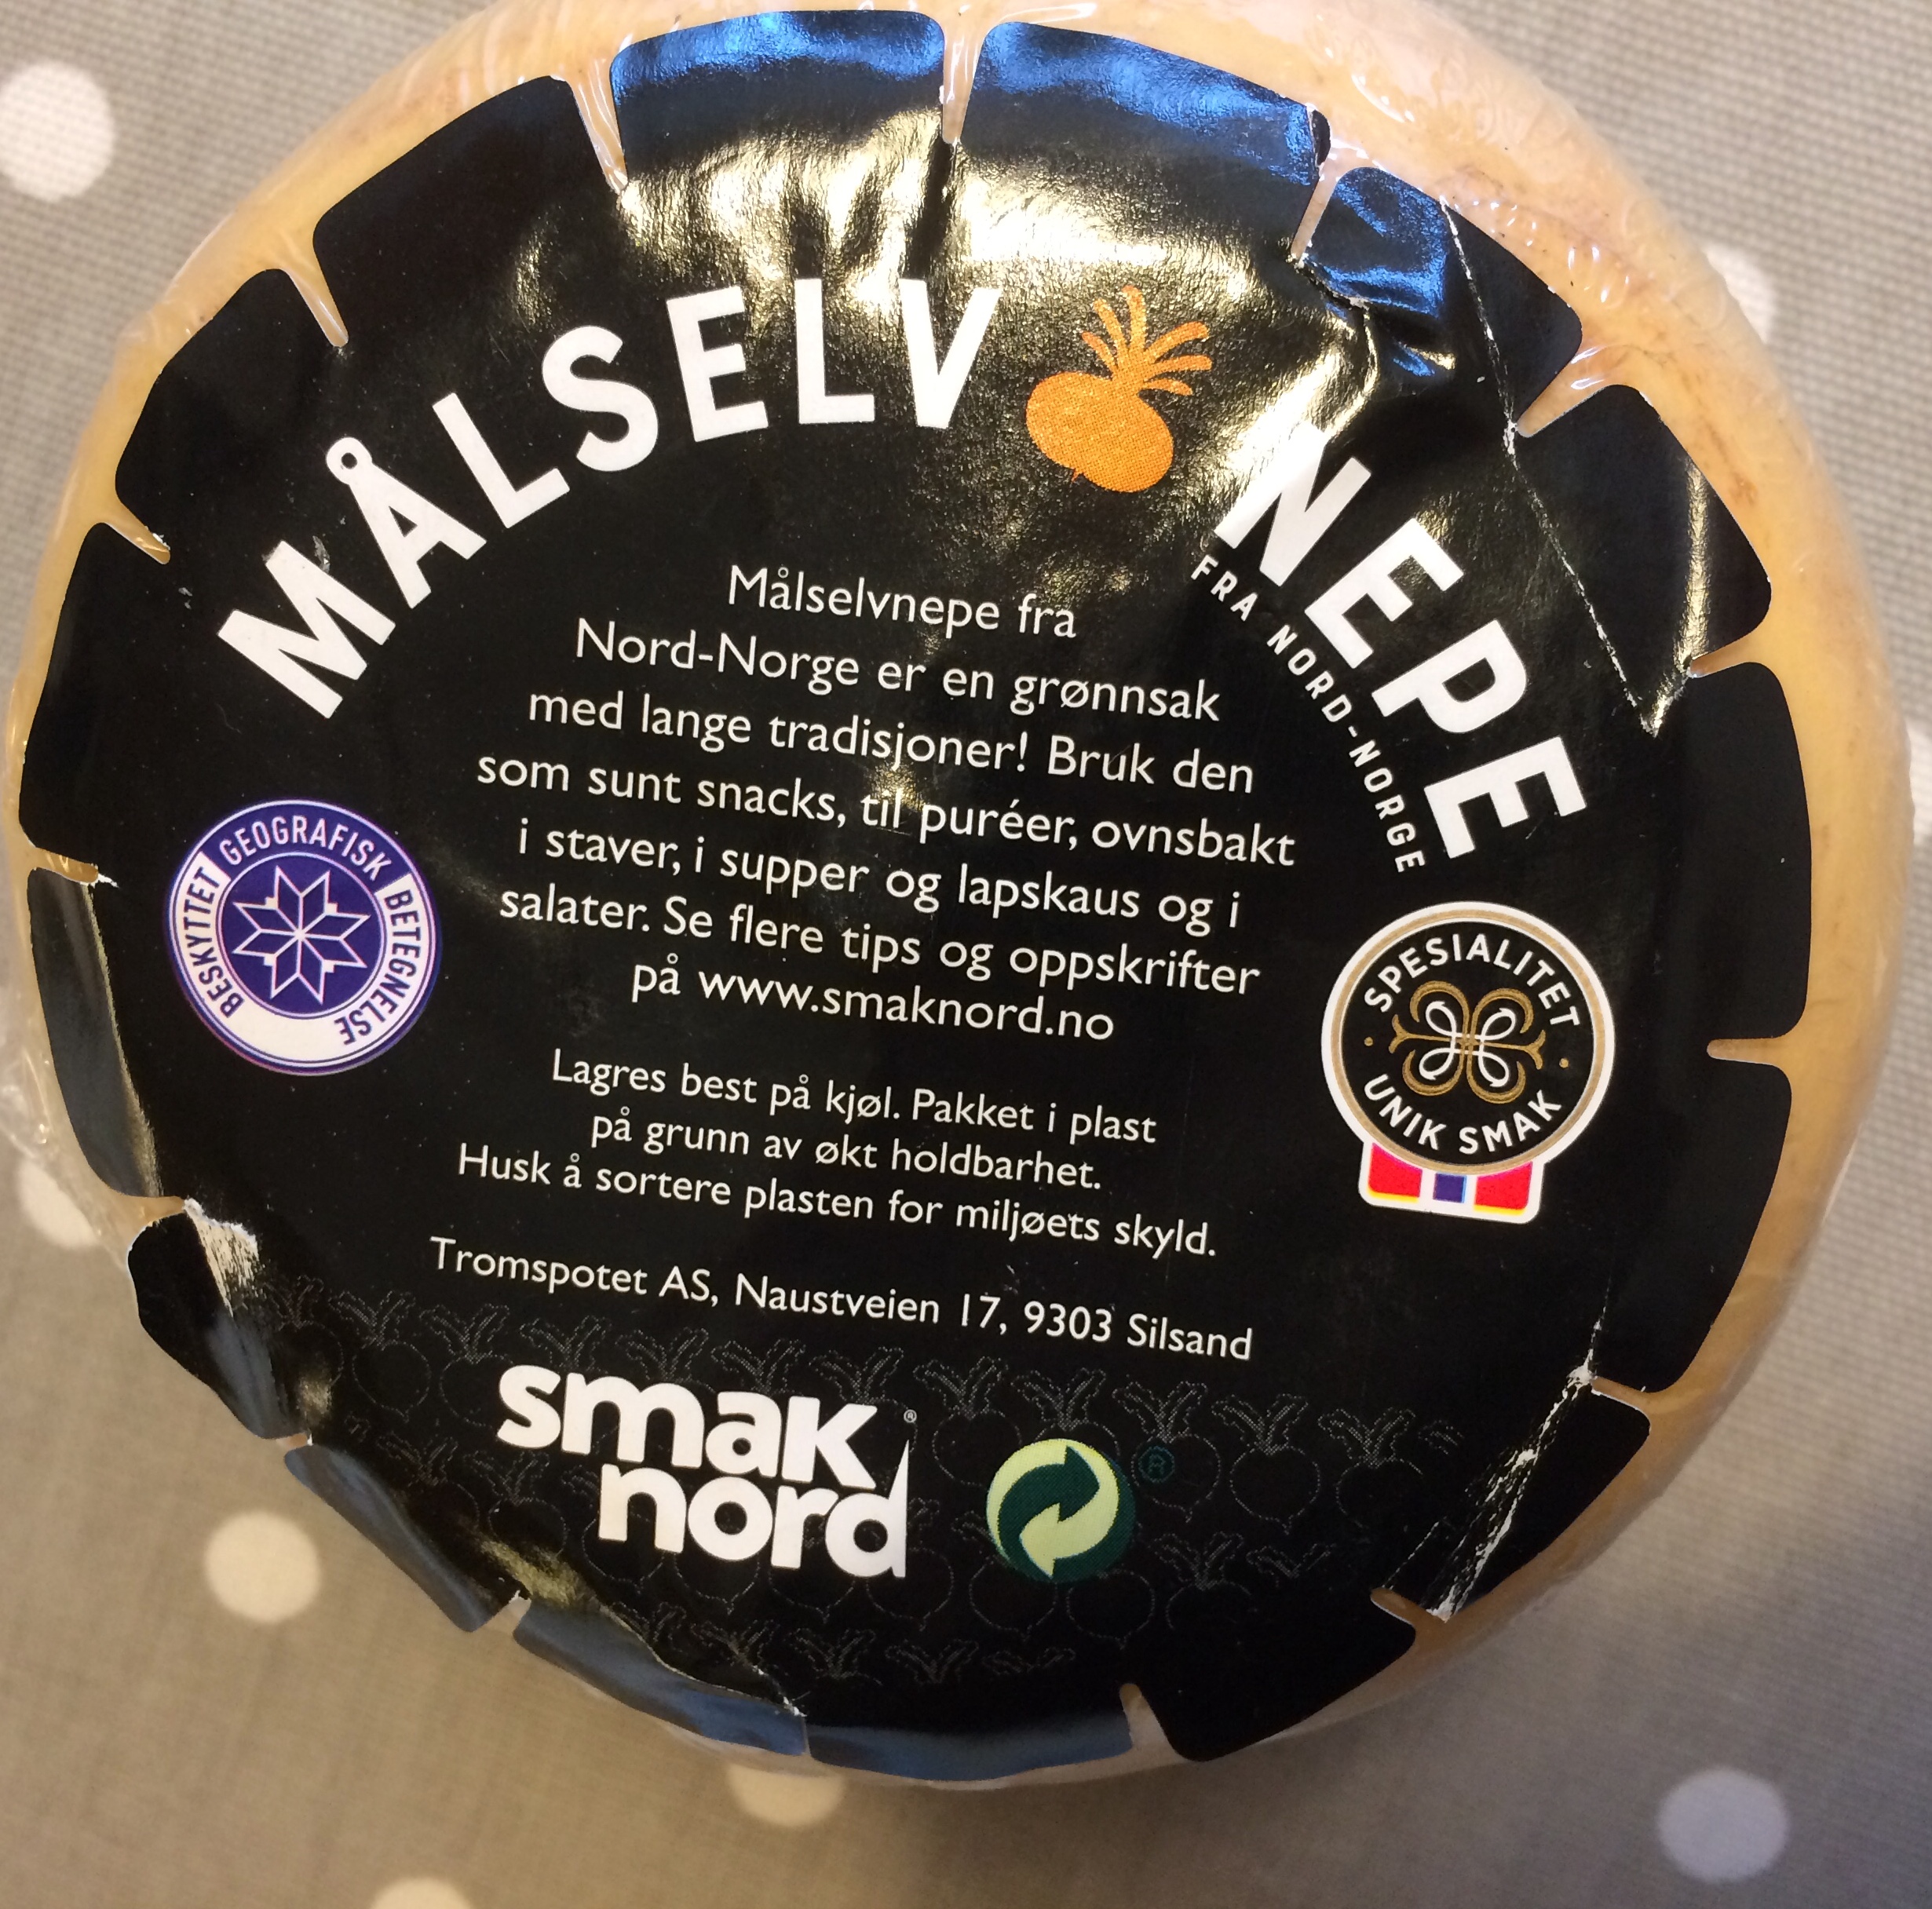 MÅLSELV NEPE
FRA NORD-NORGE
Målselvnepe fra
Nord-Norge er en grønnsak
med lange tradisjoner! Bruk den
som sunt snacks, til puréer, ovnsbakt
i staver, i supper og lapskaus og i
salater. Se flere tips og oppskrifter
på www.smaknord.no
BESKYTTET GEOGRAFISK BETEGNELSE
SPESIALITET
UNIK SMAK
Lagres best på kjøl. Pakket i plast
på grunn av økt holdbarhet.
Husk å sortere plasten for miljøets skyld.
Tromspotet AS, Naustveien 17, 9303 Silsand
smak ®
nord
®